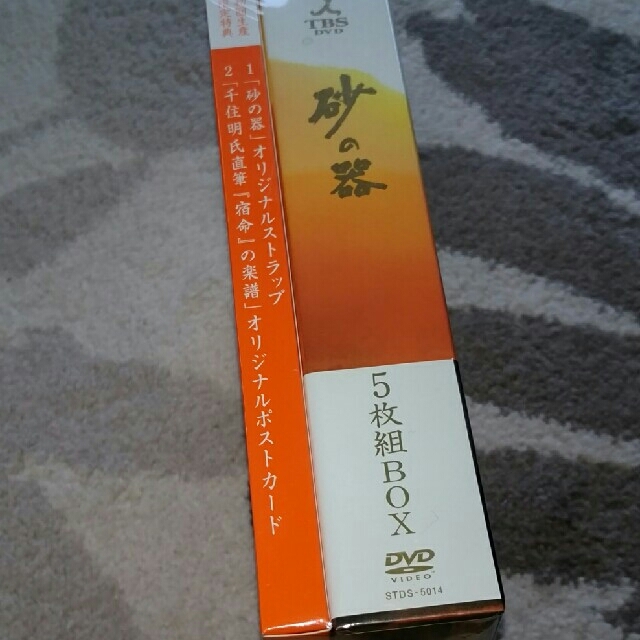 TBS
DVD
砂の器
5枚組BOX
DVD
VIDEO
STDS-5014
1「砂の器」オリジナルストラップ
2「千住明氏直筆『宿命』の楽譜」オリジナルポストカード